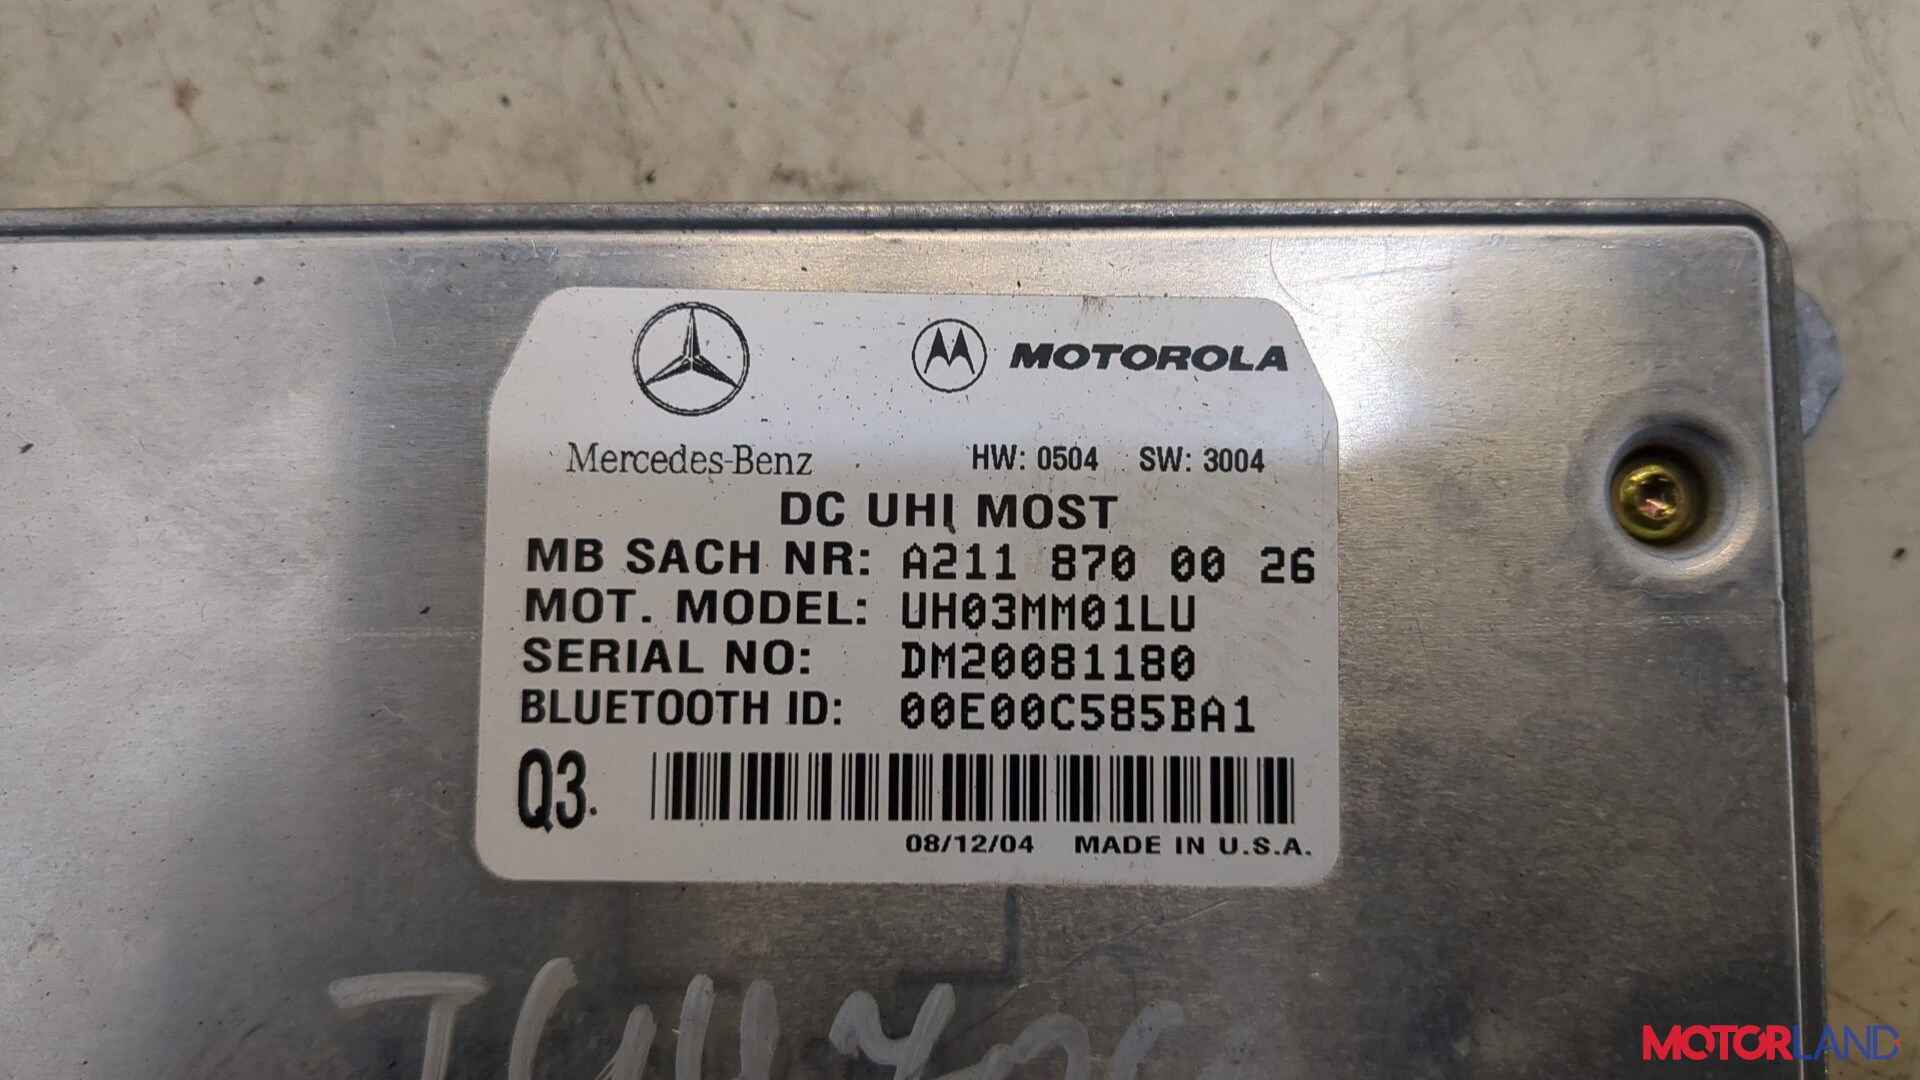 MOTOROLA
Mercedes-Benz HW: 0504 SW: 3004
DC UHI MOST
MB SACH NR: A211 870 00 26
MOT. MODEL: UH03MM01LU
SERIAL NO: DM20081180
BLUETOOTH ID: 00E00C585BA1
Q3.
08/12/04 MADE IN U.S.A.
MOTORLAND